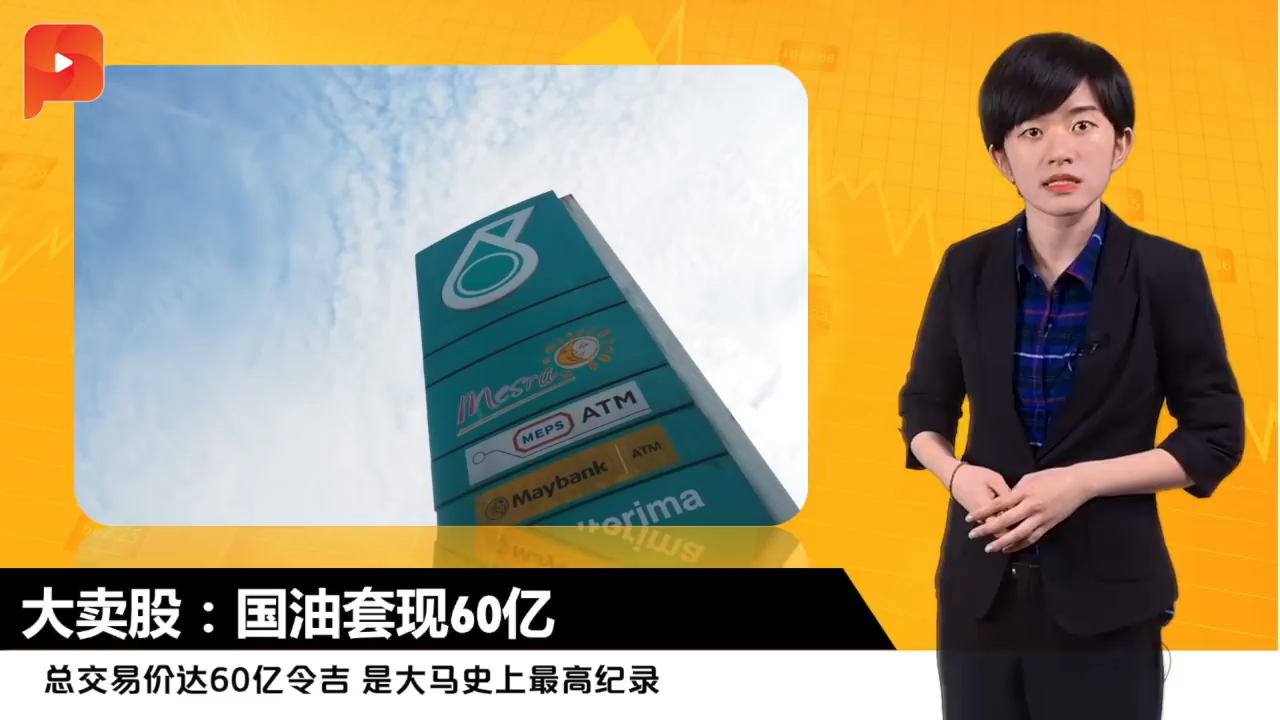 Mesra
MEPS ATM
Maybank ATM
大卖股：国油套现60亿
总交易价达60亿令吉 是大马史上最高纪录